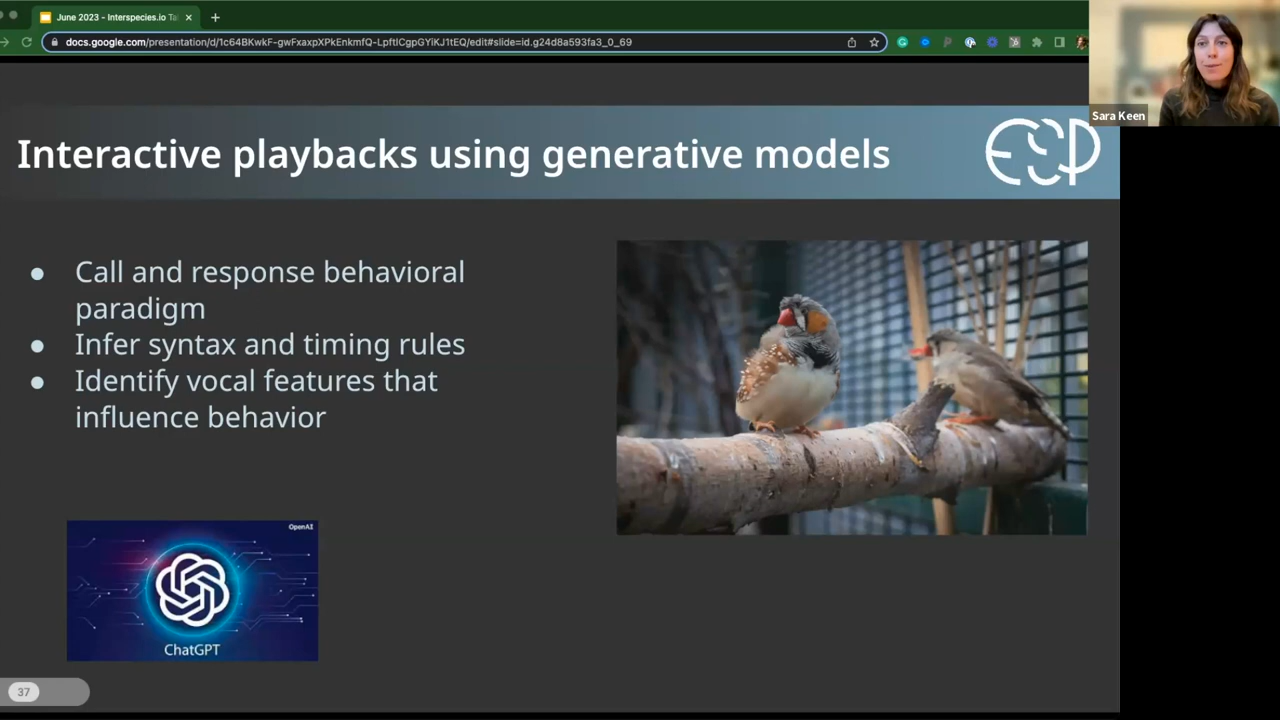 June 2023 - Interspecies.io Ta
docs.google.com/presentation/d/1c64BKwkF-gwFxaxpXPkEnkmfQ-LpftICgpGYiKJ1tEQ/edit#slide=id.g24d8a593fa3_0_69
Sara Keen
Interactive playbacks using generative models
ESP
● Call and response behavioral
paradigm
● Infer syntax and timing rules
● Identify vocal features that
influence behavior
OpenAI
ChatGPT
37